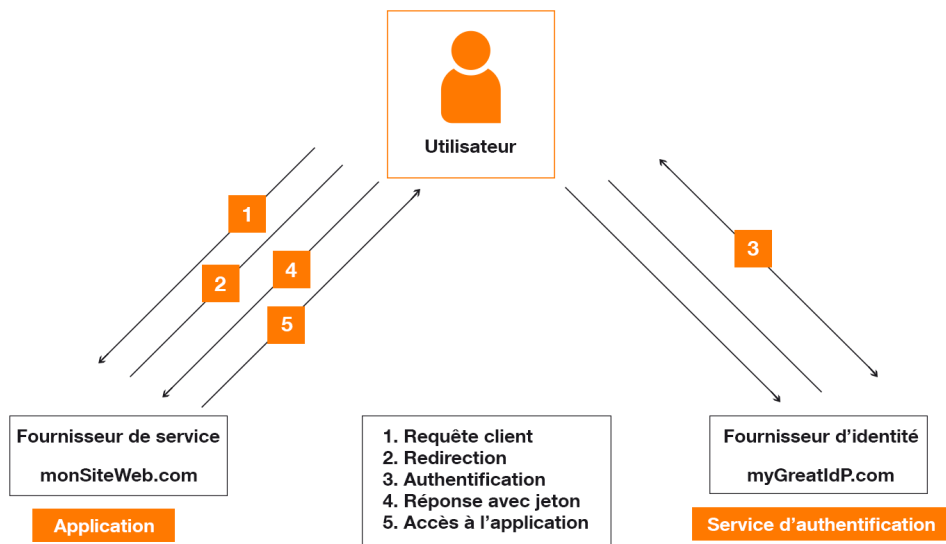 Utilisateur
1
2
4
5
3
Fournisseur de service
monSiteWeb.com
Application
1. Requête client
2. Redirection
3. Authentification
4. Réponse avec jeton
5. Accès à l'application
Fournisseur d'identité
myGreatIdP.com
Service d'authentification